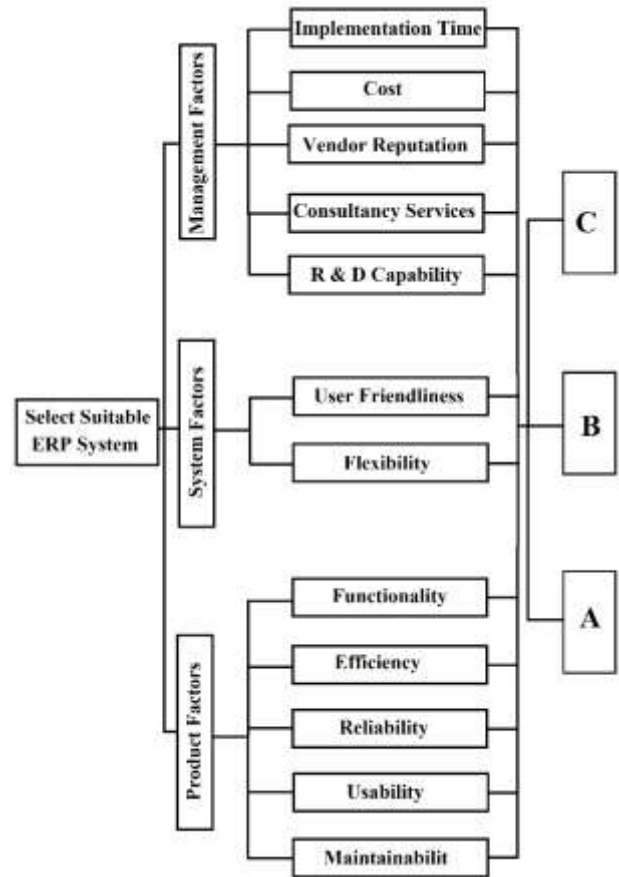 Select Suitable
ERP System
Management Factors
System Factors
Product Factors
Implementation Time
Cost
Vendor Reputation
Consultancy Services
R & D Capability
User Friendliness
Flexibility
Functionality
Efficiency
Reliability
Usability
Maintainabilit
C
B
A